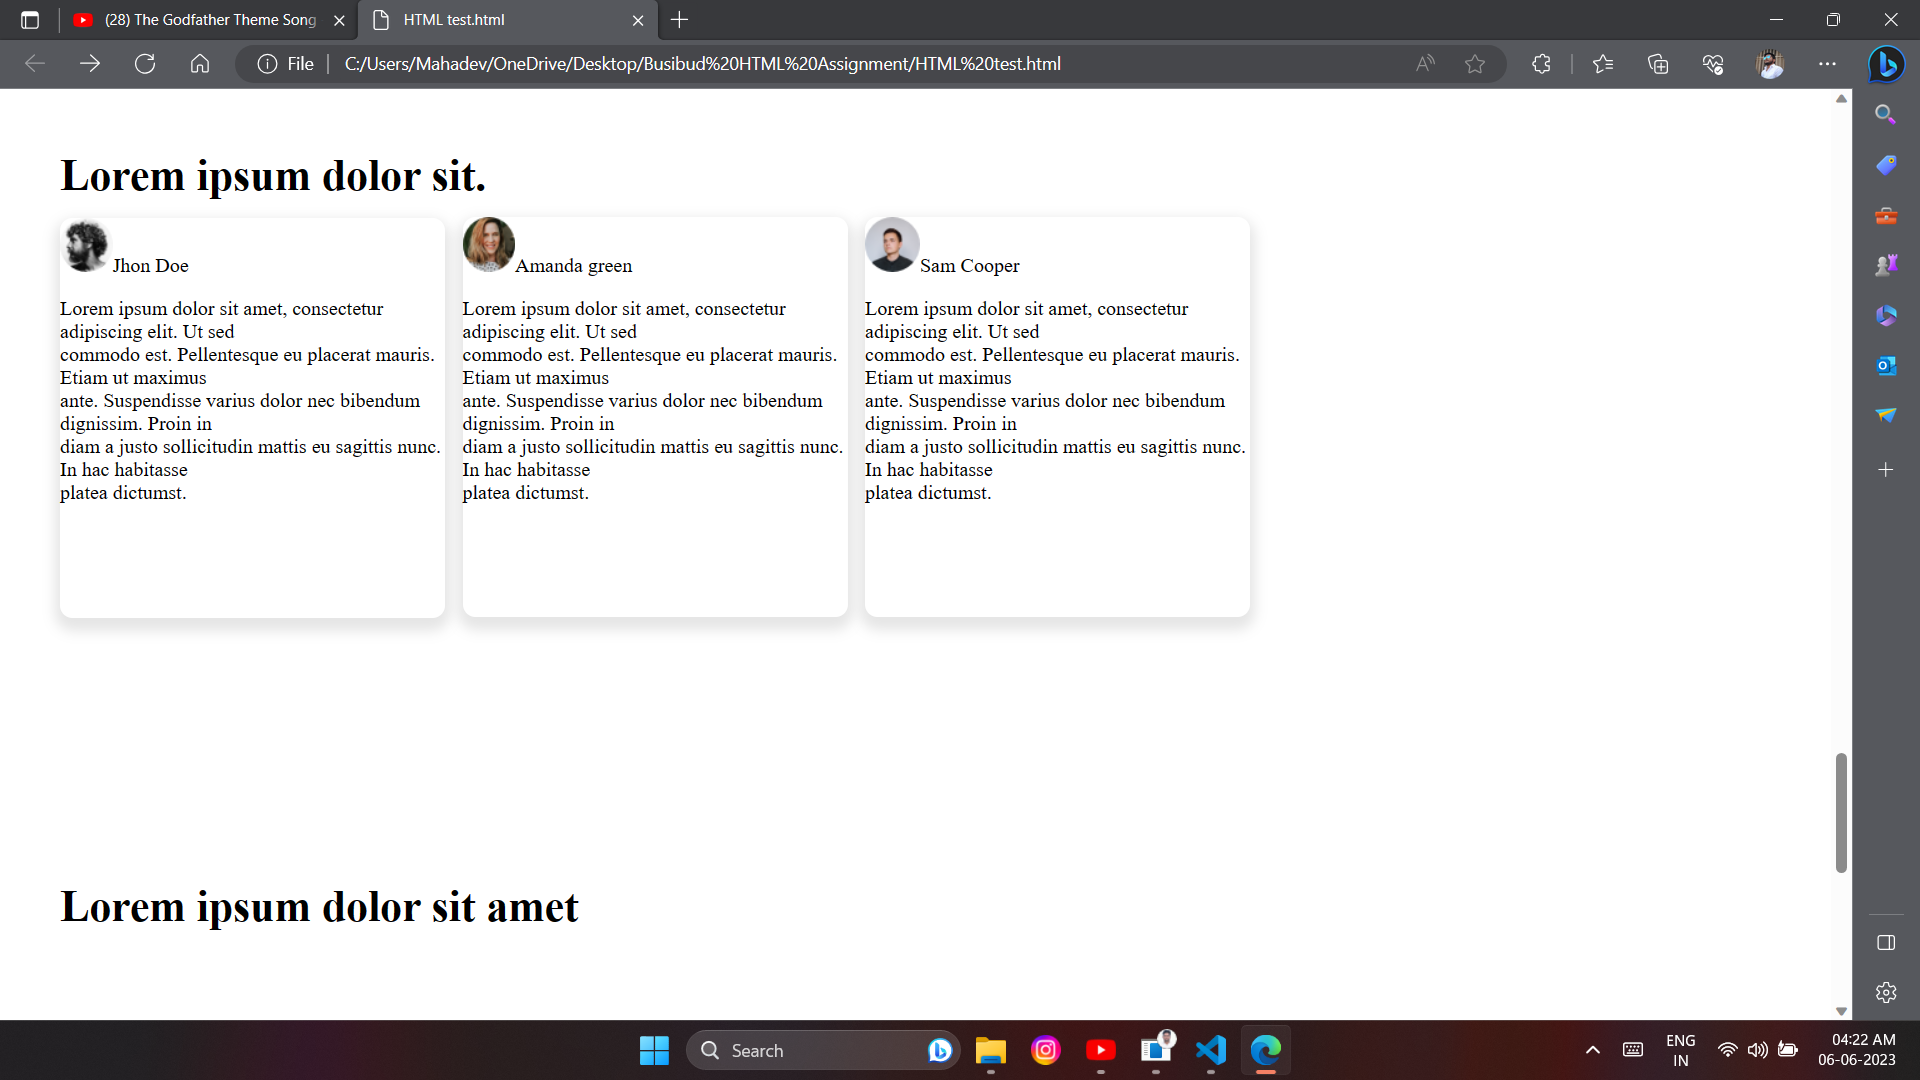 (28) The Godfather Theme Song
HTML test.html
File
C:/Users/Mahadev/OneDrive/Desktop/Busibud%20HTML%20Assignment/HTML%20test.html
Lorem ipsum dolor sit.
Jhon Doe
Lorem ipsum dolor sit amet, consectetur
adipiscing elit. Ut sed
commodo est. Pellentesque eu placerat mauris.
Etiam ut maximus
ante. Suspendisse varius dolor nec bibendum
dignissim. Proin in
diam a justo sollicitudin mattis eu sagittis nunc.
In hac habitasse
platea dictumst.
Amanda green
Lorem ipsum dolor sit amet, consectetur
adipiscing elit. Ut sed
commodo est. Pellentesque eu placerat mauris.
Etiam ut maximus
ante. Suspendisse varius dolor nec bibendum
dignissim. Proin in
diam a justo sollicitudin mattis eu sagittis nunc.
In hac habitasse
platea dictumst.
Sam Cooper
Lorem ipsum dolor sit amet, consectetur
adipiscing elit. Ut sed
commodo est. Pellentesque eu placerat mauris.
Etiam ut maximus
ante. Suspendisse varius dolor nec bibendum
dignissim. Proin in
diam a justo sollicitudin mattis eu sagittis nunc.
In hac habitasse
platea dictumst.
Lorem ipsum dolor sit amet
Search
ENG
IN
04:22 AM
06-06-2023